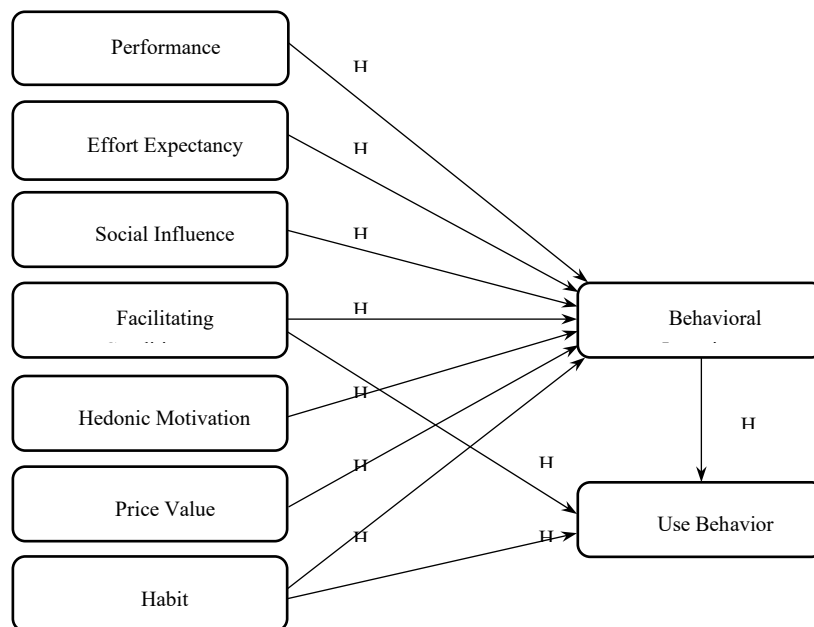 Performance
H
Effort Expectancy
H
Social Influence
H
Facilitating
H
Behavioral
Hedonic Motivation
H
H
Price Value
H
H
Use Behavior
Habit
H
H